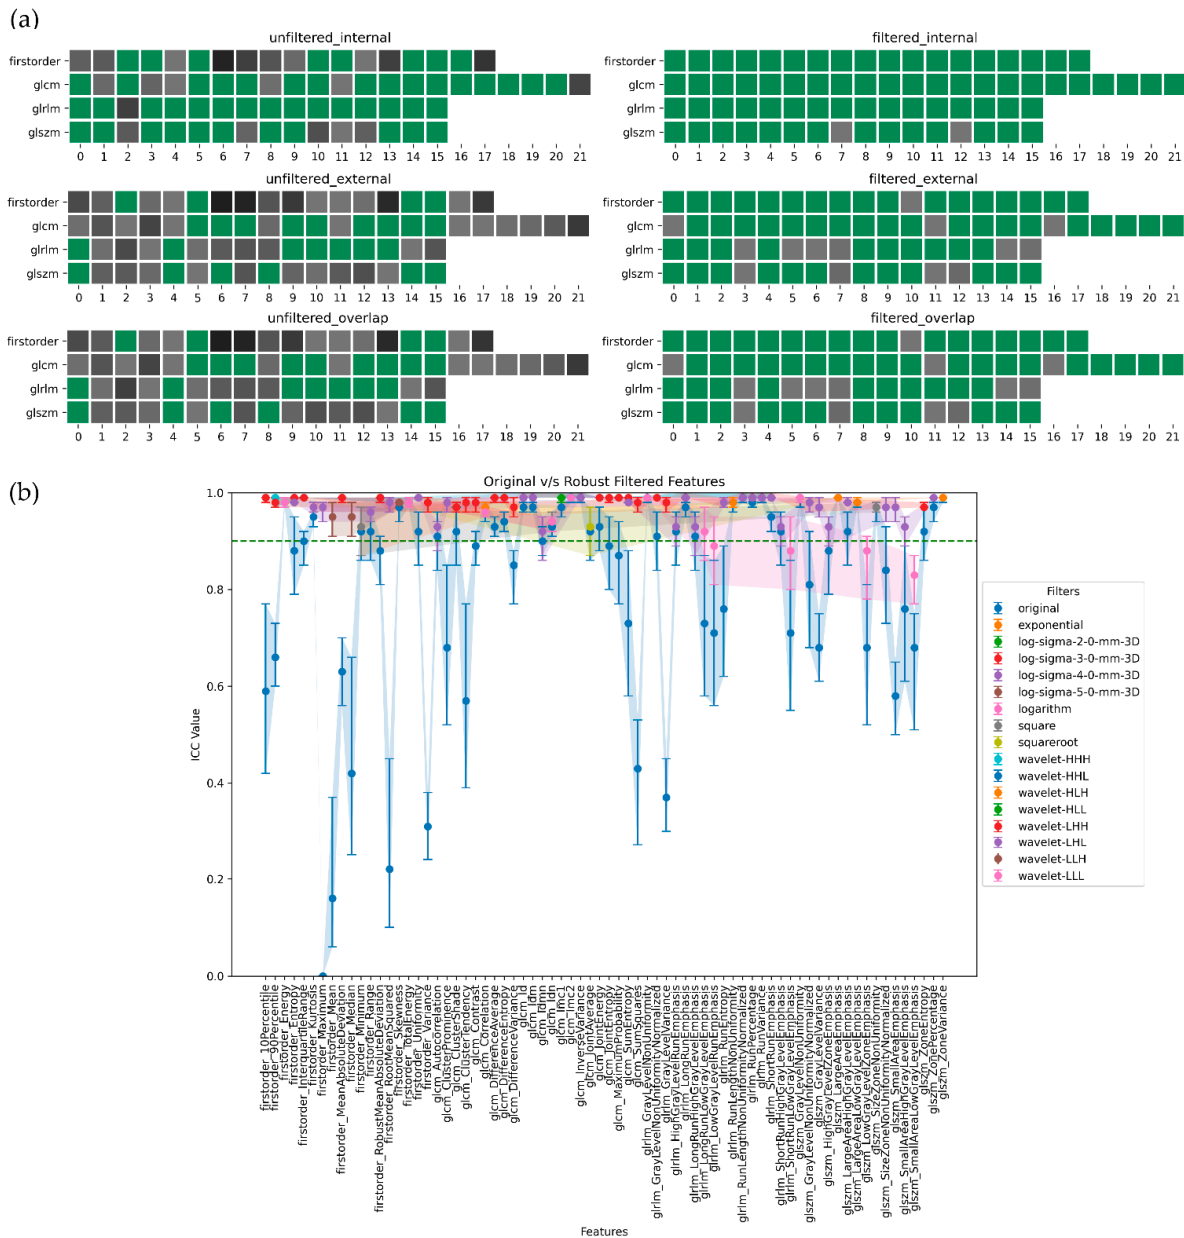 (a)
unfiltered_internal
filtered_internal
firstorder
glcm
glrlm
glszm
0 1 2 3 4 5 6 7 8 9 10 11 12 13 14 15 16 17 18 19 20 21
0 1 2 3 4 5 6 7 8 9 10 11 12 13 14 15 16 17 18 19 20 21
unfiltered_external
filtered_external
firstorder
glcm
glrlm
glszm
0 1 2 3 4 5 6 7 8 9 10 11 12 13 14 15 16 17 18 19 20 21
0 1 2 3 4 5 6 7 8 9 10 11 12 13 14 15 16 17 18 19 20 21
unfiltered_overlap
filtered_overlap
firstorder
glcm
glrlm
glszm
0 1 2 3 4 5 6 7 8 9 10 11 12 13 14 15 16 17 18 19 20 21
0 1 2 3 4 5 6 7 8 9 10 11 12 13 14 15 16 17 18 19 20 21
(b)
Original v/s Robust Filtered Features
1.0
0.8
0.6
0.4
0.2
0.0
ICC Value
Filters
original
exponential
log-sigma-2-0-mm-3D
log-sigma-3-0-mm-3D
log-sigma-4-0-mm-3D
log-sigma-5-0-mm-3D
logarithm
square
squareroot
wavelet-HHH
wavelet-HHL
wavelet-HLH
wavelet-HLL
wavelet-LHH
wavelet-LHL
wavelet-LLH
wavelet-LLL
firstorder_10Percentile
firstorder_90Percentile
firstorder_Energy
firstorder_Entropy
firstorder_InterquartileRange
firstorder_Kurtosis
firstorder_Maximum
firstorder_Mean
firstorder_MeanAbsoluteDeviation
firstorder_Median
firstorder_Minimum
firstorder_Range
firstorder_RobustMeanAbsoluteDeviation
firstorder_RootMeanSquared
firstorder_Skewness
firstorder_TotalEnergy
firstorder_Uniformity
firstorder_Variance
glcm_Autocorrelation
glcm_ClusterProminence
glcm_ClusterShade
glcm_ClusterTendency
glcm_Contrast
glcm_Correlation
glcm_DifferenceAverage
glcm_DifferenceEntropy
glcm_DifferenceVariance
glcm_Id
glcm_Idm
glcm_Idmn
glcm_Idn
glcm_Imc1
glcm_Imc2
glcm_InverseVariance
glcm_JointAverage
glcm_JointEnergy
glcm_JointEntropy
glcm_MaximumProbability
glcm_SumEntropy
glcm_SumSquares
glrlm_GrayLevelNonUniformity
glrlm_GrayLevelNonUniformityNormalized
glrlm_GrayLevelVariance
glrlm_HighGrayLevelRunEmphasis
glrlm_LongRunEmphasis
glrlm_LongRunHighGrayLevelEmphasis
glrlm_LongRunLowGrayLevelEmphasis
glrlm_LowGrayLevelRunEmphasis
glrlm_RunEntropy
glrlm_RunLengthNonUniformity
glrlm_RunLengthNonUniformityNormalized
glrlm_RunPercentage
glrlm_RunVariance
glrlm_ShortRunEmphasis
glrlm_ShortRunHighGrayLevelEmphasis
glrlm_ShortRunLowGrayLevelEmphasis
glszm_GrayLevelNonUniformity
glszm_GrayLevelNonUniformityNormalized
glszm_GrayLevelVariance
glszm_HighGrayLevelZoneEmphasis
glszm_LargeAreaEmphasis
glszm_LargeAreaHighGrayLevelEmphasis
glszm_LargeAreaLowGrayLevelEmphasis
glszm_LowGrayLevelZoneEmphasis
glszm_SizeZoneNonUniformity
glszm_SizeZoneNonUniformityNormalized
glszm_SmallAreaEmphasis
glszm_SmallAreaHighGrayLevelEmphasis
glszm_SmallAreaLowGrayLevelEmphasis
glszm_ZoneEntropy
glszm_ZonePercentage
glszm_ZoneVariance
Features